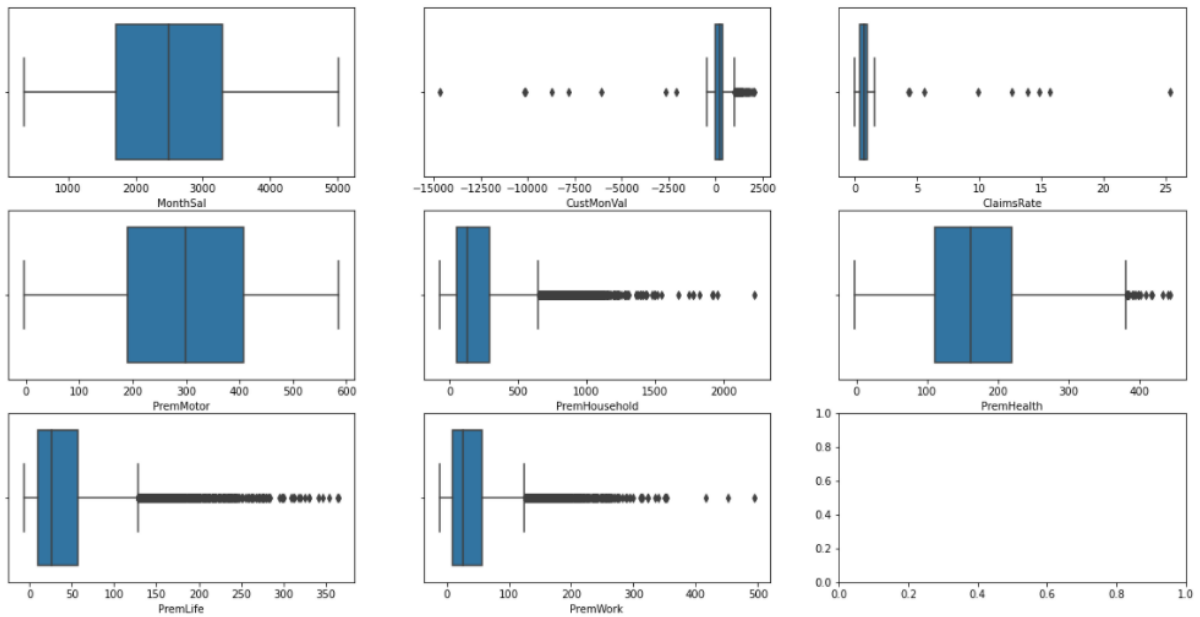 1000 2000 3000 4000 5000
MonthSal
−15000 −12500 −10000 −7500 −5000 −2500 0 2500
CustMonVal
0 5 10 15 20 25
ClaimsRate
0 100 200 300 400 500 600
PremMotor
0 500 1000 1500 2000
PremHousehold
0 100 200 300 400
PremHealth
0 50 100 150 200 250 300 350
PremLife
0 100 200 300 400 500
PremWork
1.0
0.8
0.6
0.4
0.2
0.0
0.0 0.2 0.4 0.6 0.8 1.0